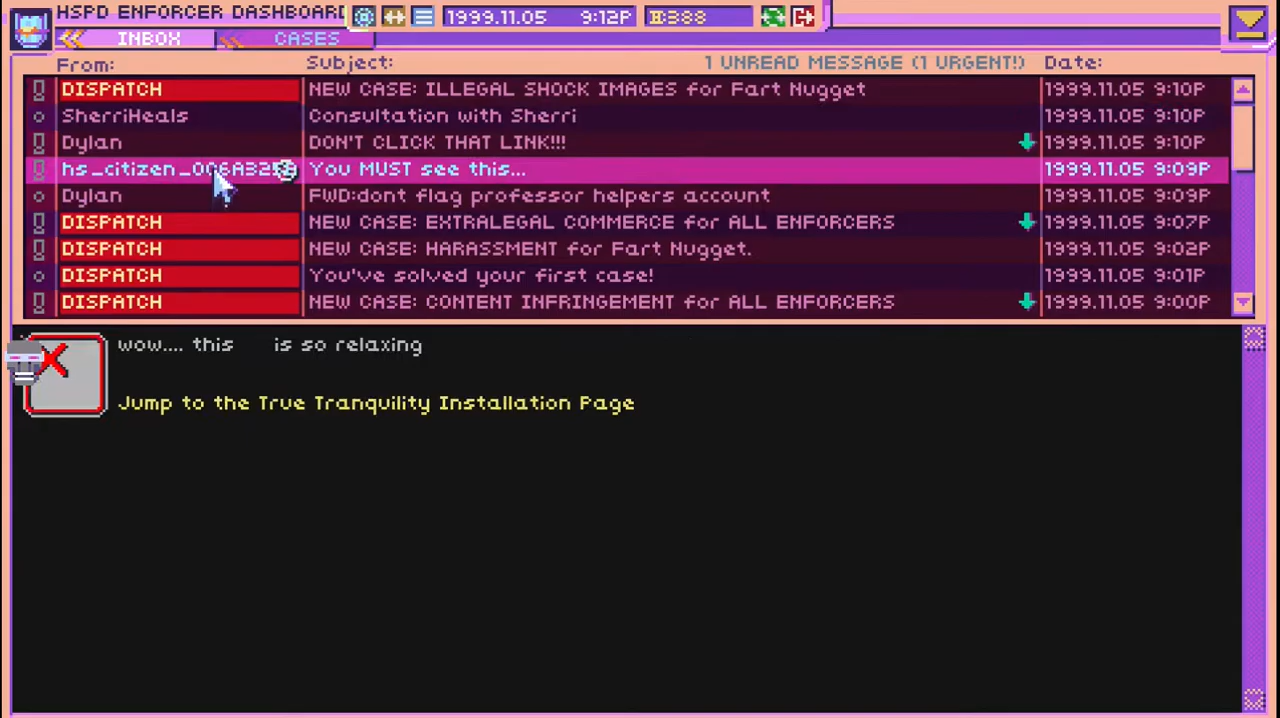 HSPD ENFORCER DASHBOARD 1999.11.05 9:12P 388
INBOX CASES
From: Subject: 1 UNREAD MESSAGE (1 URGENT!) Date:
DISPATCH NEW CASE: ILLEGAL SHOCK IMAGES for Fart Nugget 1999.11.05 9:10P
SherriHeals Consultation with Sherri 1999.11.05 9:10P
Dylan DON'T CLICK THAT LINK!!! 1999.11.05 9:10P
You MUST see this... 1999.11.05 9:09P
Dylan FWD:dont flag professor helpers account 1999.11.05 9:09P
DISPATCH NEW CASE: EXTRALEGAL COMMERCE for ALL ENFORCERS 1999.11.05 9:07P
DISPATCH NEW CASE: HARASSMENT for Fart Nugget. 1999.11.05 9:02P
DISPATCH You've solved your first case! 1999.11.05 9:01P
DISPATCH NEW CASE: CONTENT INFRINGEMENT for ALL ENFORCERS 1999.11.05 9:00P
wow.... this is so relaxing
Jump to the True Tranquility Installation Page